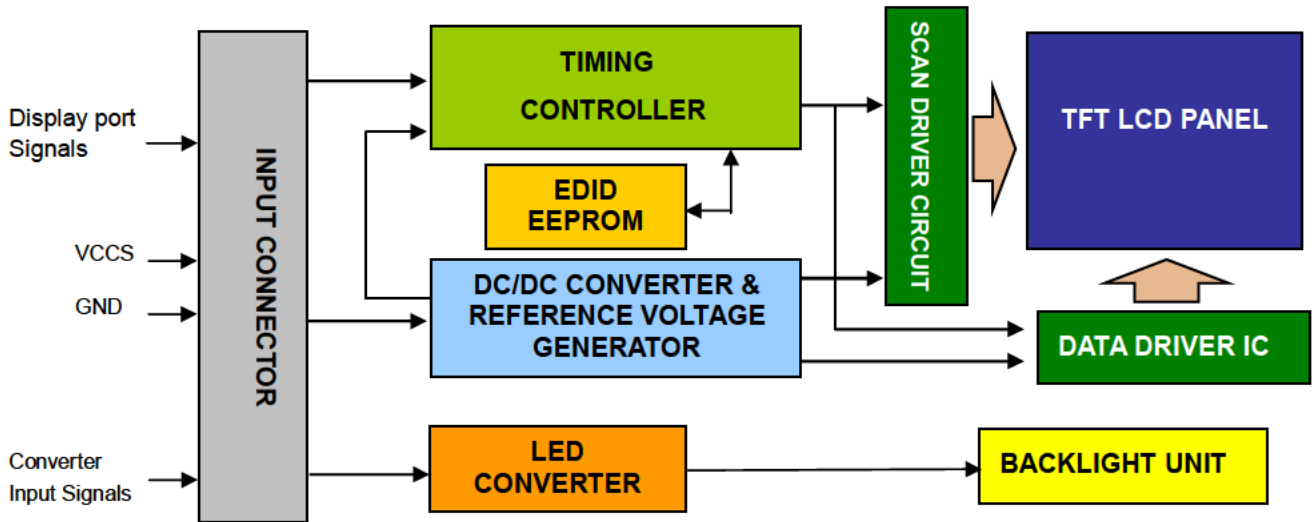 Display port
Signals
VCCS
GND
Converter
Input Signals
INPUT CONNECTOR
TIMING
CONTROLLER
EDID
EEPROM
DC/DC CONVERTER &
REFERENCE VOLTAGE
GENERATOR
LED
CONVERTER
SCAN DRIVER CIRCUIT
TFT LCD PANEL
DATA DRIVER IC
BACKLIGHT UNIT